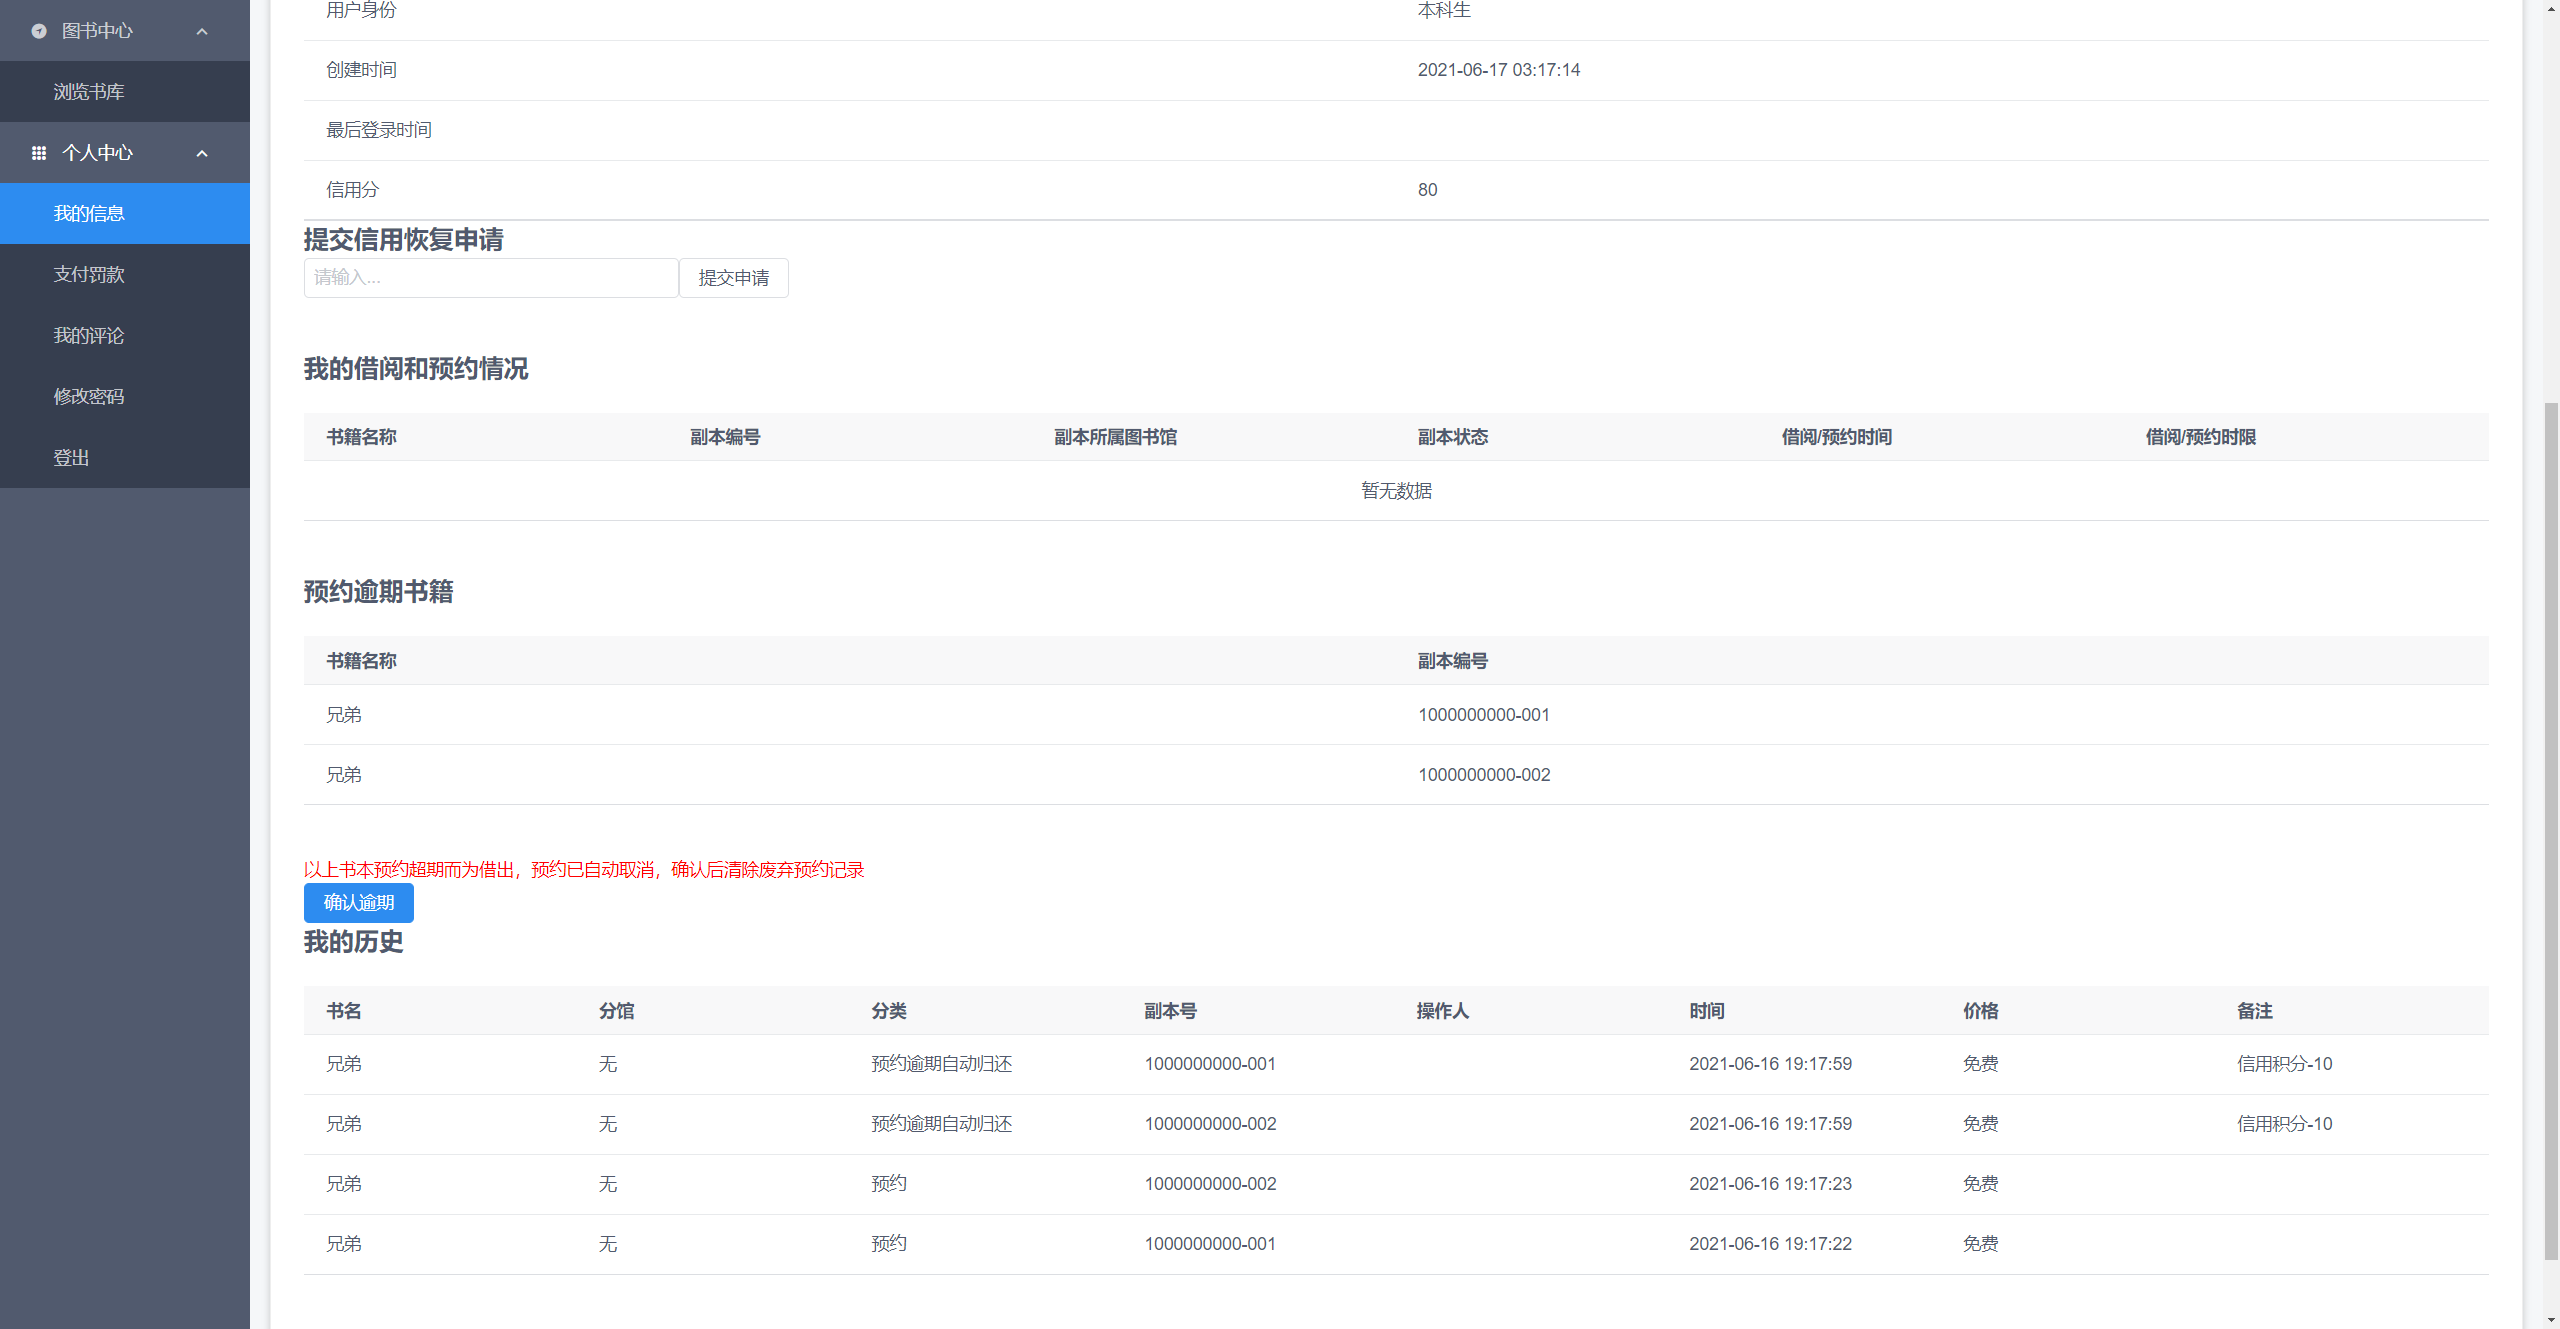 图书中心
浏览书库
个人中心
我的信息
支付罚款
我的评论
修改密码
登出
用户身份 本科生
创建时间 2021-06-17 03:17:14
最后登录时间
信用分 80
提交信用恢复申请
请输入... 提交申请
我的借阅和预约情况
书籍名称 副本编号 副本所属图书馆 副本状态 借阅/预约时间 借阅/预约时限
暂无数据
预约逾期书籍
书籍名称 副本编号
兄弟 1000000000-001
兄弟 1000000000-002
以上书本预约超期而为借出，预约已自动取消，确认后清除废弃预约记录
确认逾期
我的历史
书名 分馆 分类 副本号 操作人 时间 价格 备注
兄弟 无 预约逾期自动归还 1000000000-001 2021-06-16 19:17:59 免费 信用积分-10
兄弟 无 预约逾期自动归还 1000000000-002 2021-06-16 19:17:59 免费 信用积分-10
兄弟 无 预约 1000000000-002 2021-06-16 19:17:23 免费
兄弟 无 预约 1000000000-001 2021-06-16 19:17:22 免费